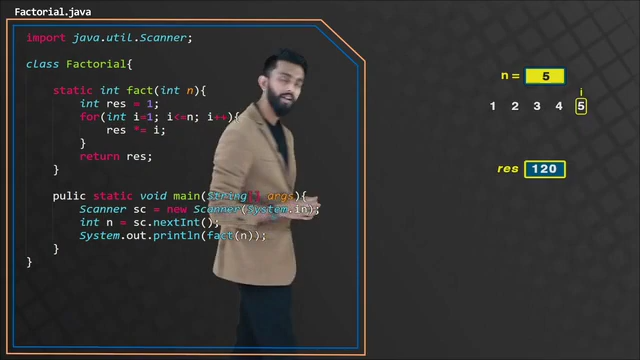 Factorial.java
import java.util.Scanner;
class Factorial{
static int fact(int n){
int res = 1;
for(int i=1; i<=n; i++){
res *= i;
}
return res;
}
pulic static void main(String[] args){
Scanner sc = new Scanner(System.in);
int n = sc.nextInt();
System.out.println(fact(n));
}
}
n = 5
i
1 2 3 4 5
res 120